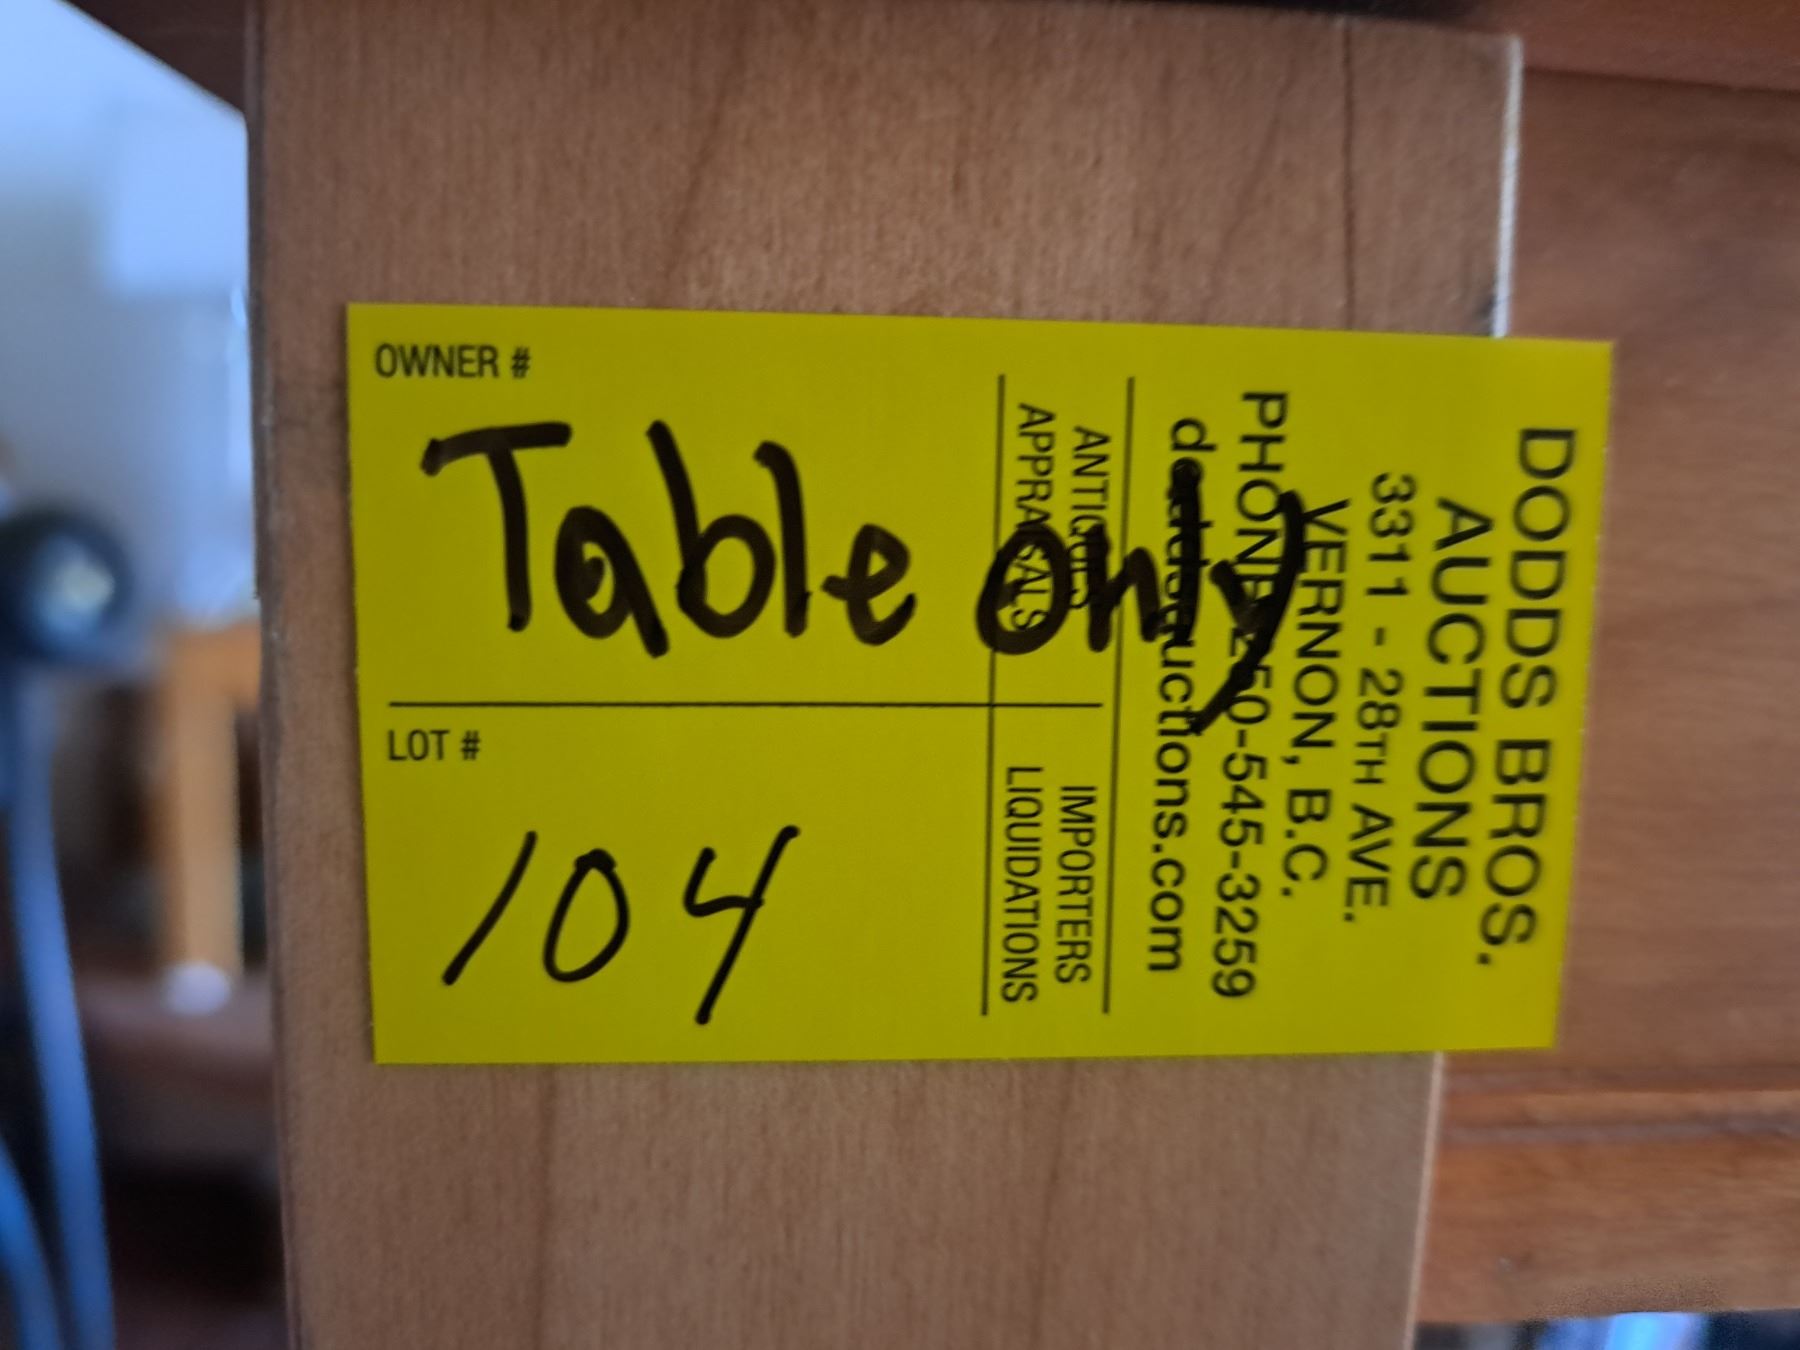 DODDS BROS.
AUCTIONS
3311 - 28TH AVE.
VERNON, B.C.
PHONE 250-545-3259
doddsauctions.com
ANTIQUES IMPORTERS
APPRAISALS LIQUIDATIONS
OWNER #
Table only
LOT #
104